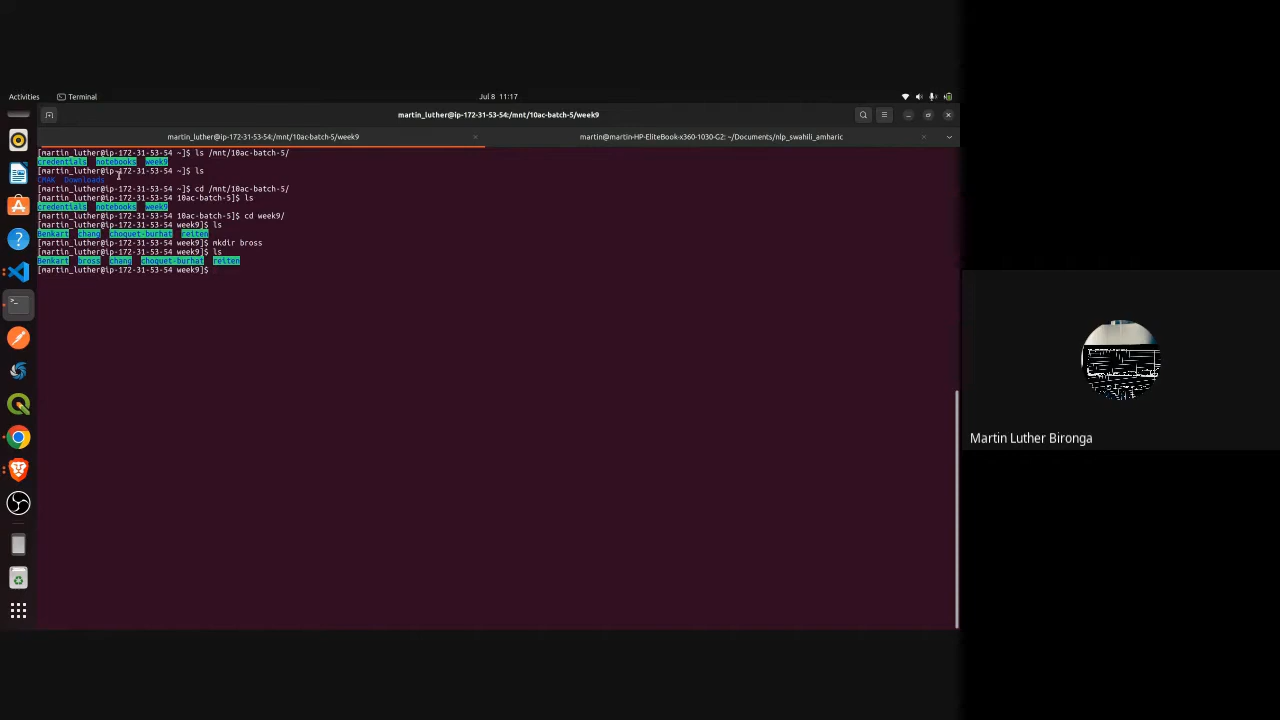 Activities
Terminal
Jul 8 11:17
martin_luther@ip-172-31-53-54:/mnt/10ac-batch-5/week9
martin_luther@ip-172-31-53-54:/mnt/10ac-batch-5/week9
martin@martin-HP-EliteBook-x360-1030-G2: ~/Documents/nlp_swahili_amharic
[martin_luther@ip-172-31-53-54 ~]$ ls /mnt/10ac-batch-5/
credentials notebooks week9
[martin_luther@ip-172-31-53-54 ~]$ ls
CMAK Downloads
[martin_luther@ip-172-31-53-54 ~]$ cd /mnt/10ac-batch-5/
[martin_luther@ip-172-31-53-54 10ac-batch-5]$ ls
credentials notebooks week9
[martin_luther@ip-172-31-53-54 10ac-batch-5]$ cd week9/
[martin_luther@ip-172-31-53-54 week9]$ ls
Benkart chang choquet-burhat reiten
[martin_luther@ip-172-31-53-54 week9]$ mkdir bross
[martin_luther@ip-172-31-53-54 week9]$ ls
Benkart bross chang choquet-burhat reiten
[martin_luther@ip-172-31-53-54 week9]$
Martin Luther Bironga